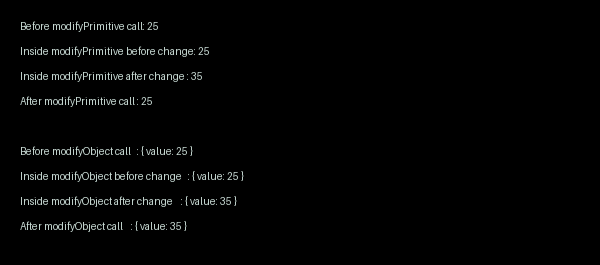 Before modifyPrimitive call: 25
Inside modifyPrimitive before change: 25
Inside modifyPrimitive after change : 35
After modifyPrimitive call : 25
Before modifyObject call : { value: 25 }
Inside modifyObject before change : { value: 25 }
Inside modifyObject after change : { value: 35 }
After modifyObject call : { value: 35 }